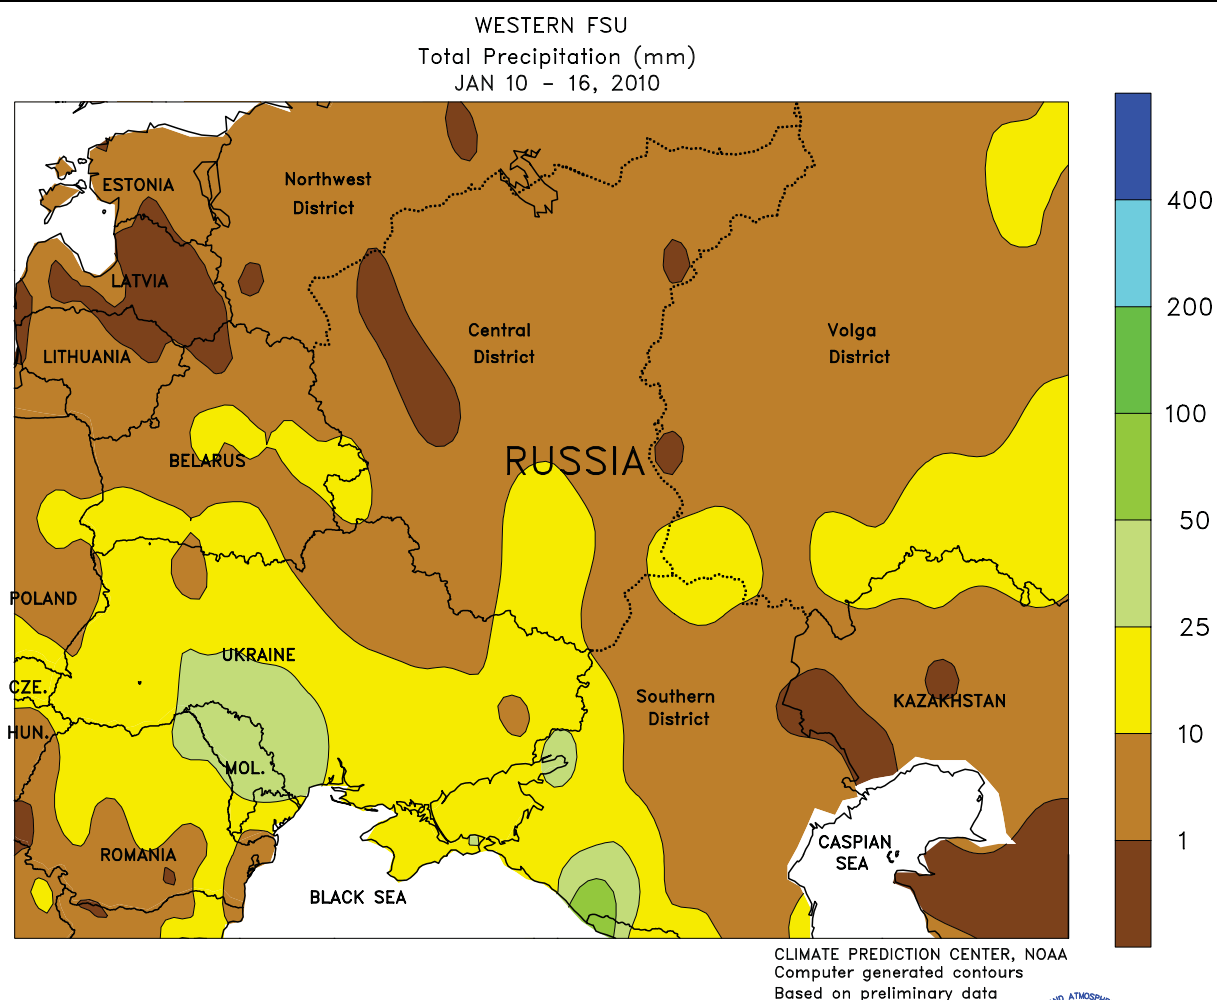 WESTERN FSU
Total Precipitation (mm)
JAN 10 - 16, 2010
ESTONIA
Northwest
District
400
LATVIA
200
Central
District
Volga
District
LITHUANIA
100
RUSSIA
BELARUS
50
POLAND
25
UKRAINE
CZE.
Southern
District
KAZAKHSTAN
HUN.
10
MOL.
1
ROMANIA
CASPIAN
SEA
BLACK SEA
CLIMATE PREDICTION CENTER, NOAA
Computer generated contours
Based on preliminary data